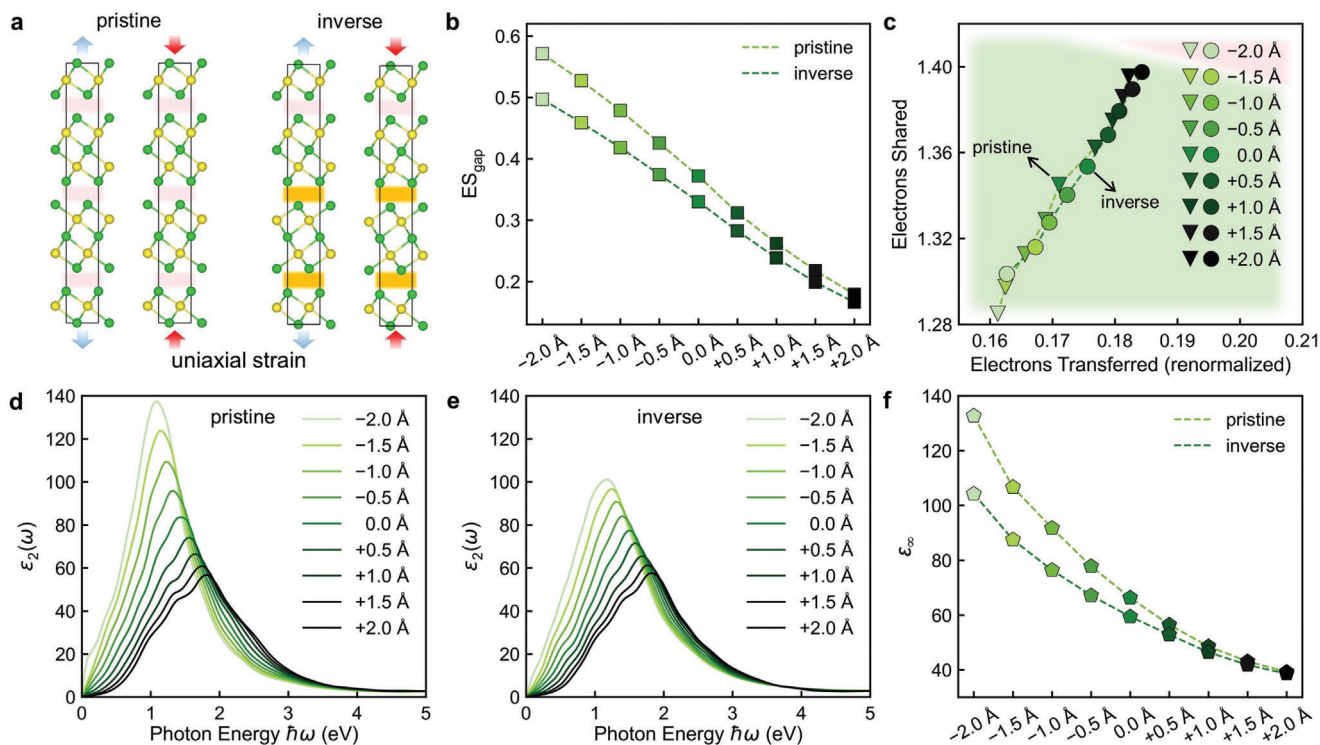 a
pristine
inverse
uniaxial strain
b
ES_gap
0.6
0.5
0.4
0.3
0.2
pristine
inverse
−2.0 Å
−1.5 Å
−1.0 Å
−0.5 Å
0.0 Å
+0.5 Å
+1.0 Å
+1.5 Å
+2.0 Å
c
Electrons Shared
1.40
1.36
1.32
1.28
pristine
inverse
−2.0 Å
−1.5 Å
−1.0 Å
−0.5 Å
0.0 Å
+0.5 Å
+1.0 Å
+1.5 Å
+2.0 Å
0.16 0.17 0.18 0.19 0.20 0.21
Electrons Transferred (renormalized)
d
ε₂(ω)
140
120
100
80
60
40
20
0
pristine
−2.0 Å
−1.5 Å
−1.0 Å
−0.5 Å
0.0 Å
+0.5 Å
+1.0 Å
+1.5 Å
+2.0 Å
0 1 2 3 4 5
Photon Energy ℏω (eV)
e
ε₂(ω)
140
120
100
80
60
40
20
0
inverse
−2.0 Å
−1.5 Å
−1.0 Å
−0.5 Å
0.0 Å
+0.5 Å
+1.0 Å
+1.5 Å
+2.0 Å
0 1 2 3 4 5
Photon Energy ℏω (eV)
f
ε∞
140
120
100
80
60
40
pristine
inverse
−2.0 Å
−1.5 Å
−1.0 Å
−0.5 Å
0.0 Å
+0.5 Å
+1.0 Å
+1.5 Å
+2.0 Å